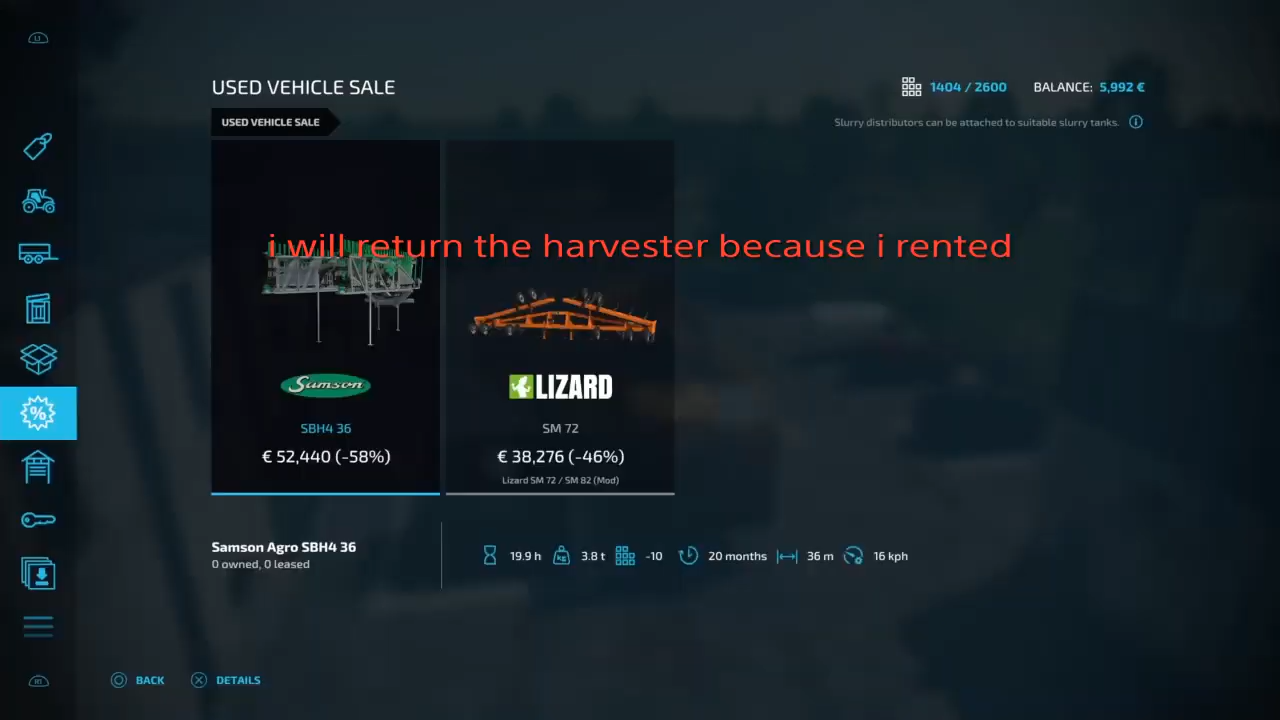 L1
USED VEHICLE SALE
1404 / 2600
BALANCE: 5,992 €
USED VEHICLE SALE
Slurry distributors can be attached to suitable slurry tanks.
i will return the harvester because i rented
Samson
LIZARD
SBH4 36
SM 72
€ 52,440 (-58%)
€ 38,276 (-46%)
Lizard SM 72 / SM 82 (Mod)
Samson Agro SBH4 36
0 owned, 0 leased
19.9 h
3.8 t
-10
20 months
36 m
16 kph
R1
BACK
DETAILS